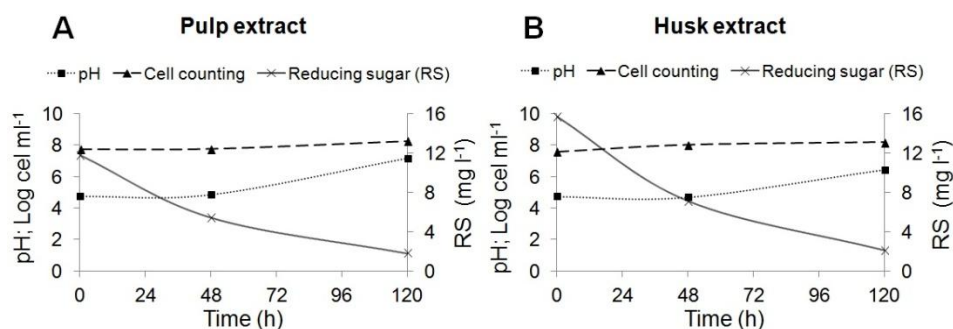 A Pulp extract
pH Cell counting Reducing sugar (RS)
pH; Log cel ml-1
10
8
6
4
2
0
16
12
8
4
0
RS (mg l-1)
0 24 48 72 96 120
Time (h)
B Husk extract
pH Cell counting Reducing sugar (RS)
pH; Log cel ml-1
10
8
6
4
2
0
16
12
8
4
0
RS (mg l-1)
0 24 48 72 96 120
Time (h)